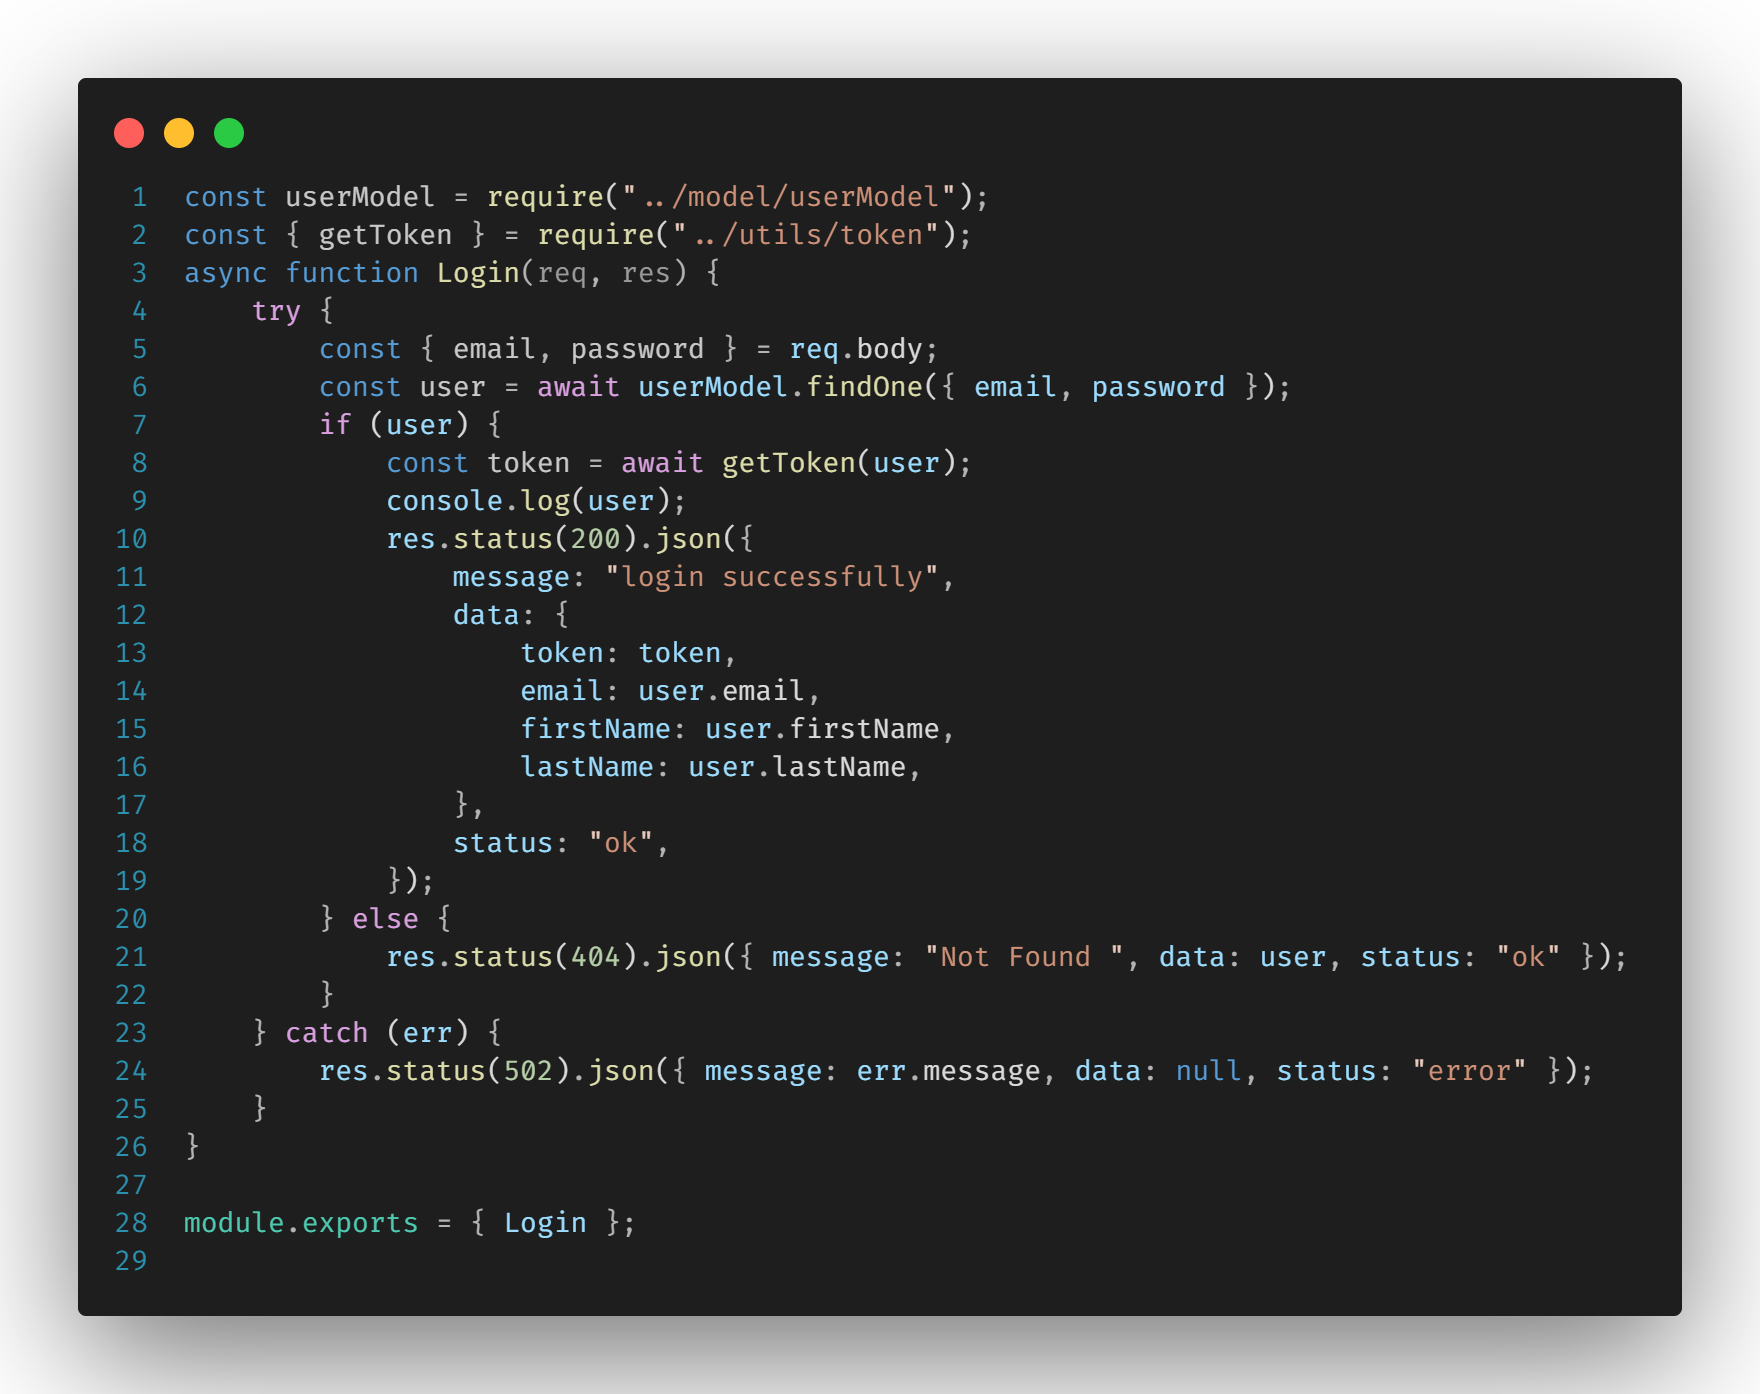 1 const userModel = require("../model/userModel");
2 const { getToken } = require("../utils/token");
3 async function Login(req, res) {
4     try {
5         const { email, password } = req.body;
6         const user = await userModel.findOne({ email, password });
7         if (user) {
8             const token = await getToken(user);
9             console.log(user);
10             res.status(200).json({
11                 message: "login successfully",
12                 data: {
13                     token: token,
14                     email: user.email,
15                     firstName: user.firstName,
16                     lastName: user.lastName,
17                 },
18                 status: "ok",
19             });
20         } else {
21             res.status(404).json({ message: "Not Found ", data: user, status: "ok" });
22         }
23     } catch (err) {
24         res.status(502).json({ message: err.message, data: null, status: "error" });
25     }
26 }
27
28 module.exports = { Login };
29